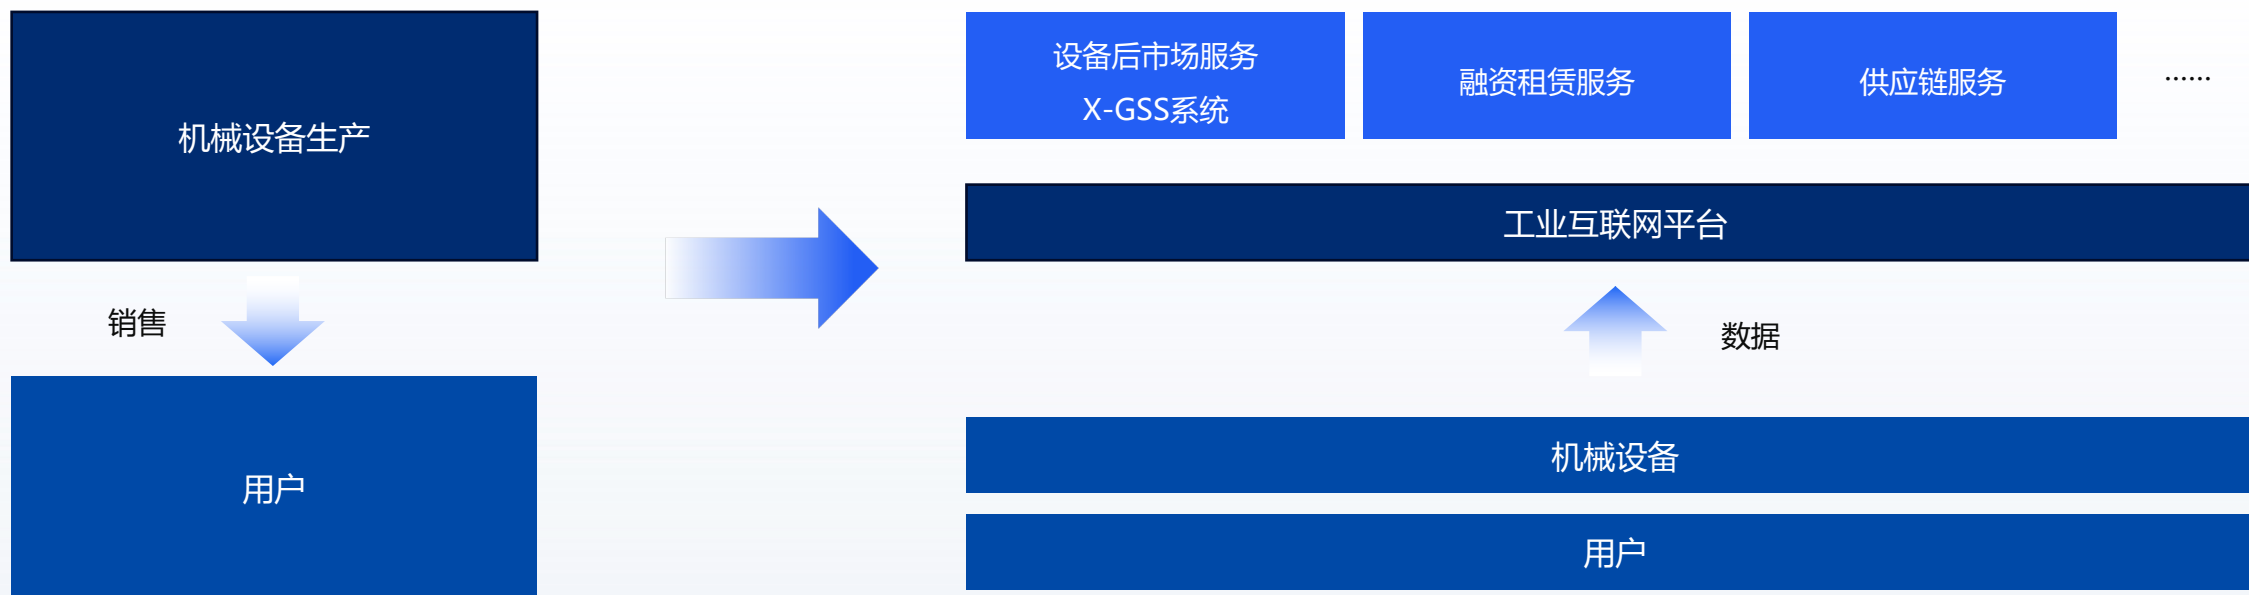 机械设备生产
销售
用户
设备后市场服务
X-GSS系统
融资租赁服务
供应链服务
······
工业互联网平台
数据
机械设备
用户